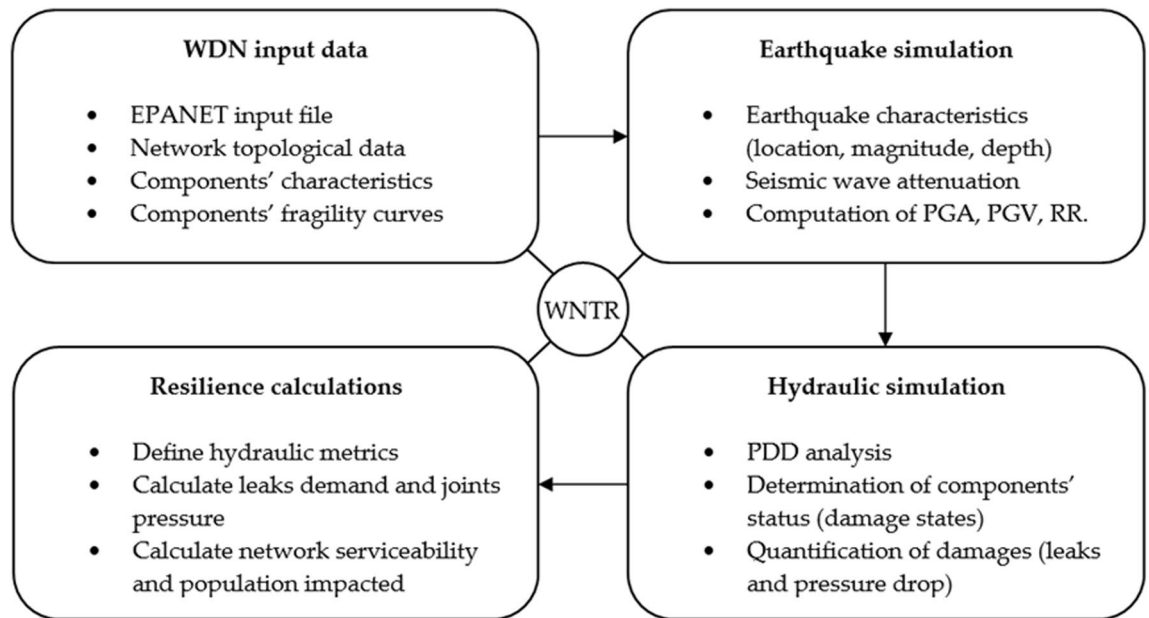 WDN input data
• EPANET input file
• Network topological data
• Components’ characteristics
• Components’ fragility curves
Earthquake simulation
• Earthquake characteristics
(location, magnitude, depth)
• Seismic wave attenuation
• Computation of PGA, PGV, RR.
WNTR
Resilience calculations
• Define hydraulic metrics
• Calculate leaks demand and joints
pressure
• Calculate network serviceability
and population impacted
Hydraulic simulation
• PDD analysis
• Determination of components’
status (damage states)
• Quantification of damages (leaks
and pressure drop)